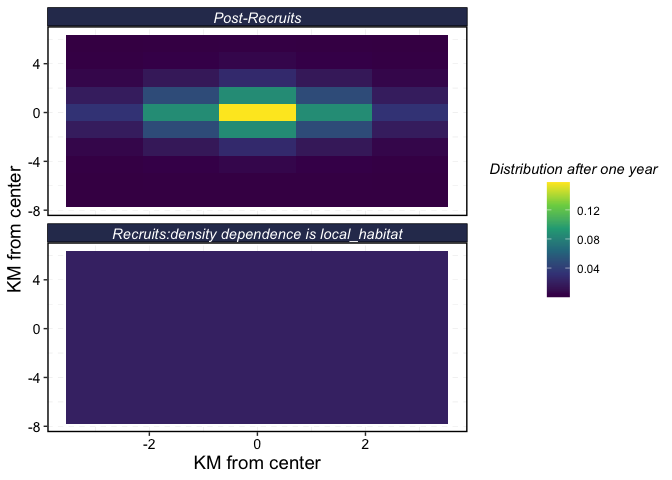 Post-Recruits
4
0
-4
-8
Recruits:density dependence is local_habitat
4
0
-4
-8
-2
0
2
KM from center
KM from center
Distribution after one year
0.12
0.08
0.04